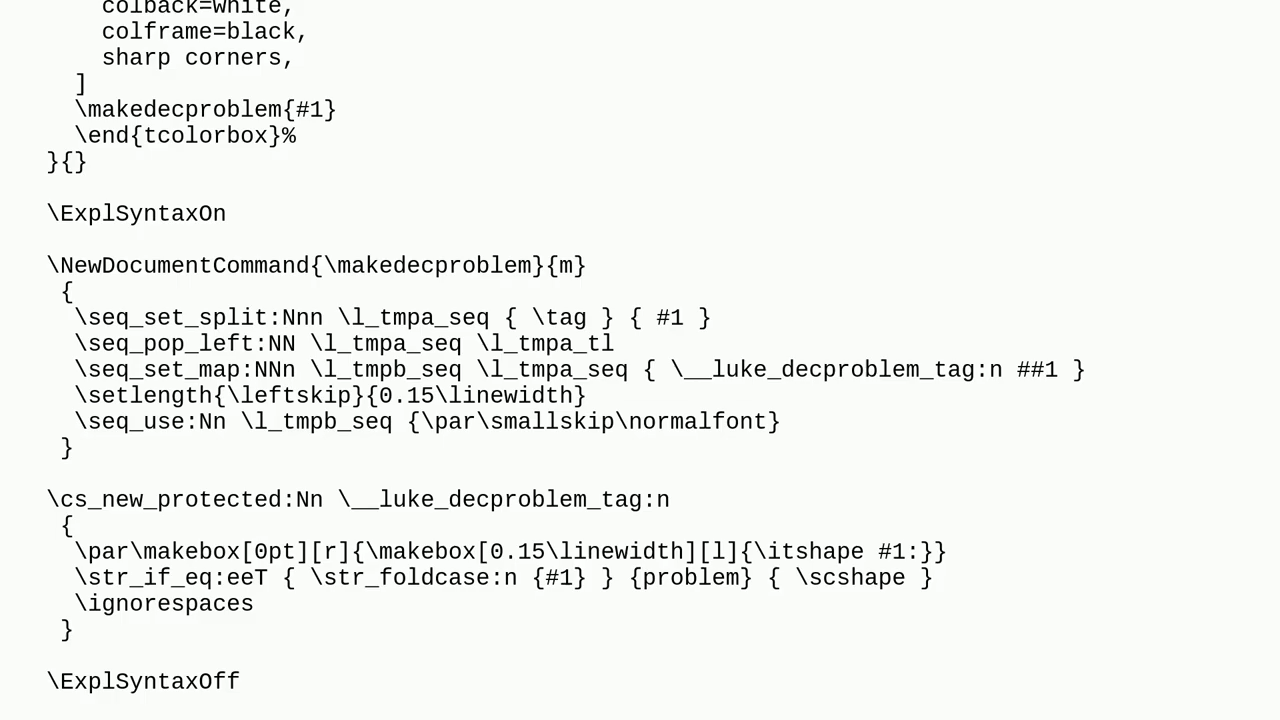 colback=white,
colframe=black,
sharp corners,
]
\makedecproblem{#1}
\end{tcolorbox}%
}{}
\ExplSyntaxOn
\NewDocumentCommand{\makedecproblem}{m}
{
\seq_set_split:Nnn \l_tmpa_seq { \tag } { #1 }
\seq_pop_left:NN \l_tmpa_seq \l_tmpa_tl
\seq_set_map:NNn \l_tmpb_seq \l_tmpa_seq { \__luke_decproblem_tag:n ##1 }
\setlength{\leftskip}{0.15\linewidth}
\seq_use:Nn \l_tmpb_seq {\par\smallskip\normalfont}
}
\cs_new_protected:Nn \__luke_decproblem_tag:n
{
\par\makebox[0pt][r]{\makebox[0.15\linewidth][l]{\itshape #1:}}
\str_if_eq:eeT { \str_foldcase:n {#1} } {problem} { \scshape }
\ignorespaces
}
\ExplSyntaxOff